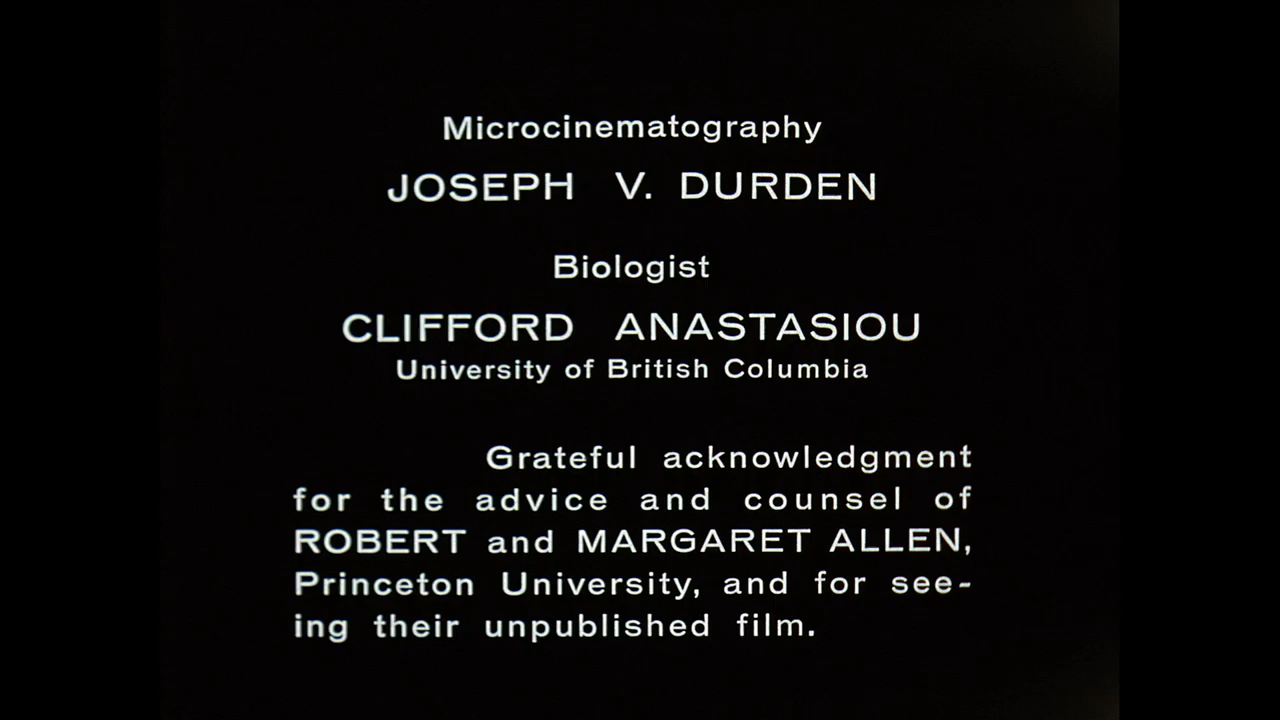 Microcinematography
JOSEPH V. DURDEN
Biologist
CLIFFORD ANASTASIOU
University of British Columbia
Grateful acknowledgment
for the advice and counsel of
ROBERT and MARGARET ALLEN,
Princeton University, and for see-
ing their unpublished film.